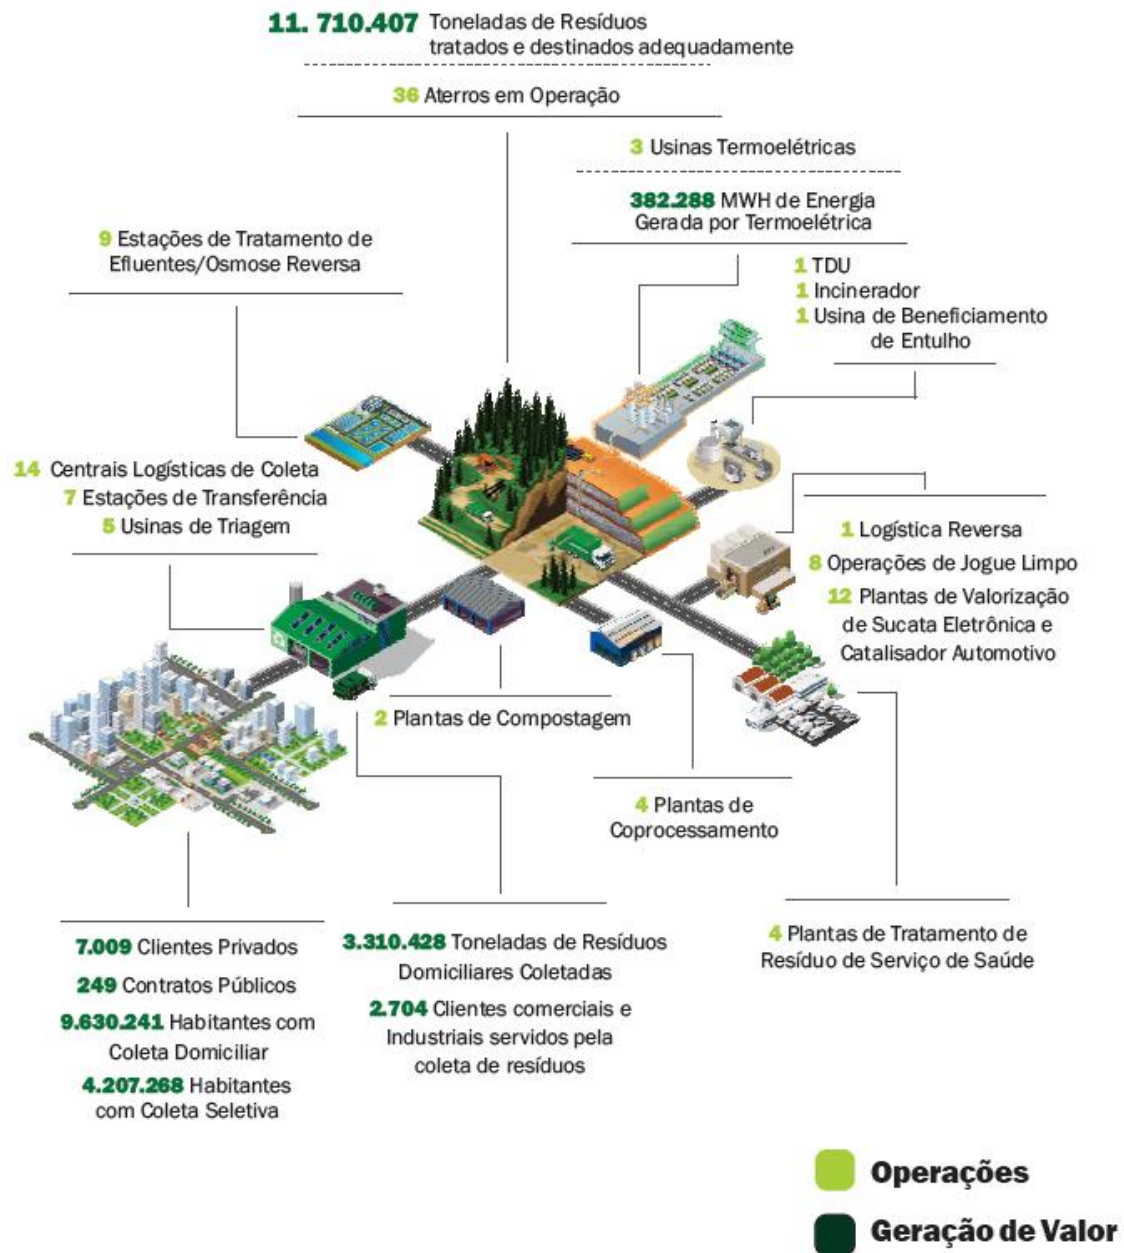 11. 710.407 Toneladas de Resíduos
tratados e destinados adequadamente
36 Aterros em Operação
3 Usinas Termoelétricas
382.288 MWH de Energia
Gerada por Termoelétrica
9 Estações de Tratamento de
Efluentes/Osmose Reversa
1 TDU
1 Incinerador
1 Usina de Beneficiamento
de Entulho
14 Centrais Logísticas de Coleta
7 Estações de Transferência
5 Usinas de Triagem
1 Logística Reversa
8 Operações de Jogue Limpo
12 Plantas de Valorização
de Sucata Eletrônica e
Catalisador Automotivo
2 Plantas de Compostagem
4 Plantas de
Coprocessamento
4 Plantas de Tratamento de
Resíduo de Serviço de Saúde
7.009 Clientes Privados
249 Contratos Públicos
9.630.241 Habitantes com
Coleta Domiciliar
4.207.268 Habitantes
com Coleta Seletiva
3.310.428 Toneladas de Resíduos
Domiciliares Coletadas
2.704 Clientes comerciais e
Industriais servidos pela
coleta de resíduos
Operações
Geração de Valor